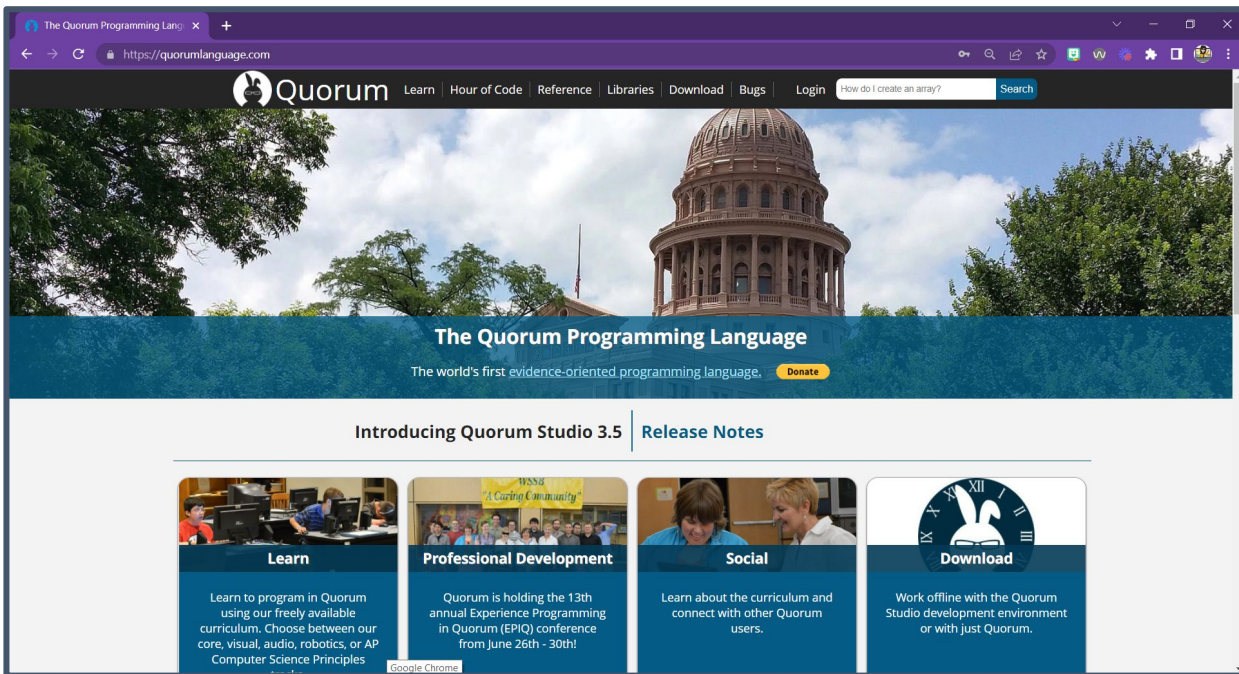 The Quorum Programming Lang
https://quorumlanguage.com
Quorum Learn Hour of Code Reference Libraries Download Bugs Login How do I create an array? Search
The Quorum Programming Language
The world's first evidence-oriented programming language. Donate
Introducing Quorum Studio 3.5 Release Notes
WSSB
"A Caring Community"
XII
I
II
III
IX
X
XI
Learn
Learn to program in Quorum
using our freely available
curriculum. Choose between our
core, visual, audio, robotics, or AP
Computer Science Principles
Professional Development
Quorum is holding the 13th
annual Experience Programming
in Quorum (EPIQ) conference
from June 26th - 30th!
Social
Learn about the curriculum and
connect with other Quorum
users.
Download
Work offline with the Quorum
Studio development environment
or with just Quorum.
Google Chrome